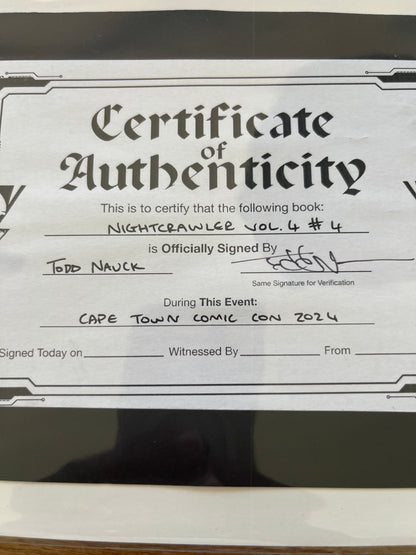 Certificate
of
Authenticity
This is to certify that the following book:
NIGHTCRAWLER VOL. 4 # 4
is Officially Signed By
TODD NAUCK
Same Signature for Verification
During This Event:
CAPE TOWN COMIC CON 2024
Signed Today on Witnessed By From